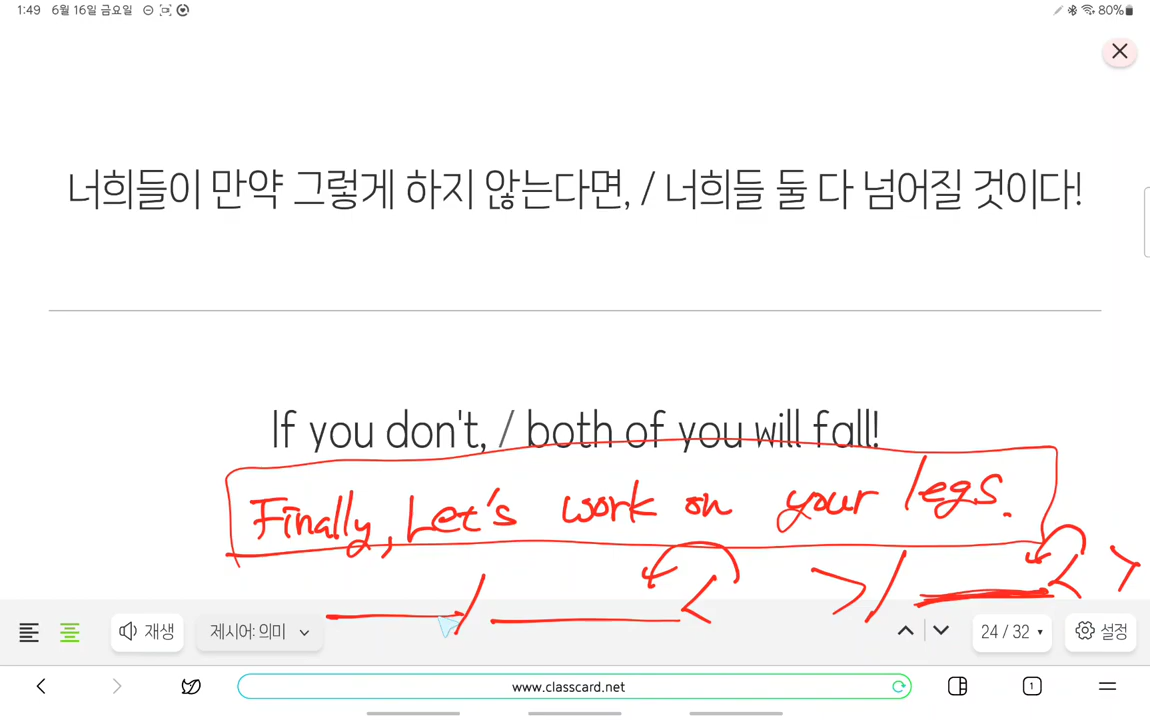 1:49 6월 16일 금요일 80%
너희들이 만약 그렇게 하지 않는다면, / 너희들 둘 다 넘어질 것이다!
If you don't, / both of you will fall!
Finally, Let's work on your legs.
재생 제시어: 의미 24 / 32 설정
www.classcard.net 1